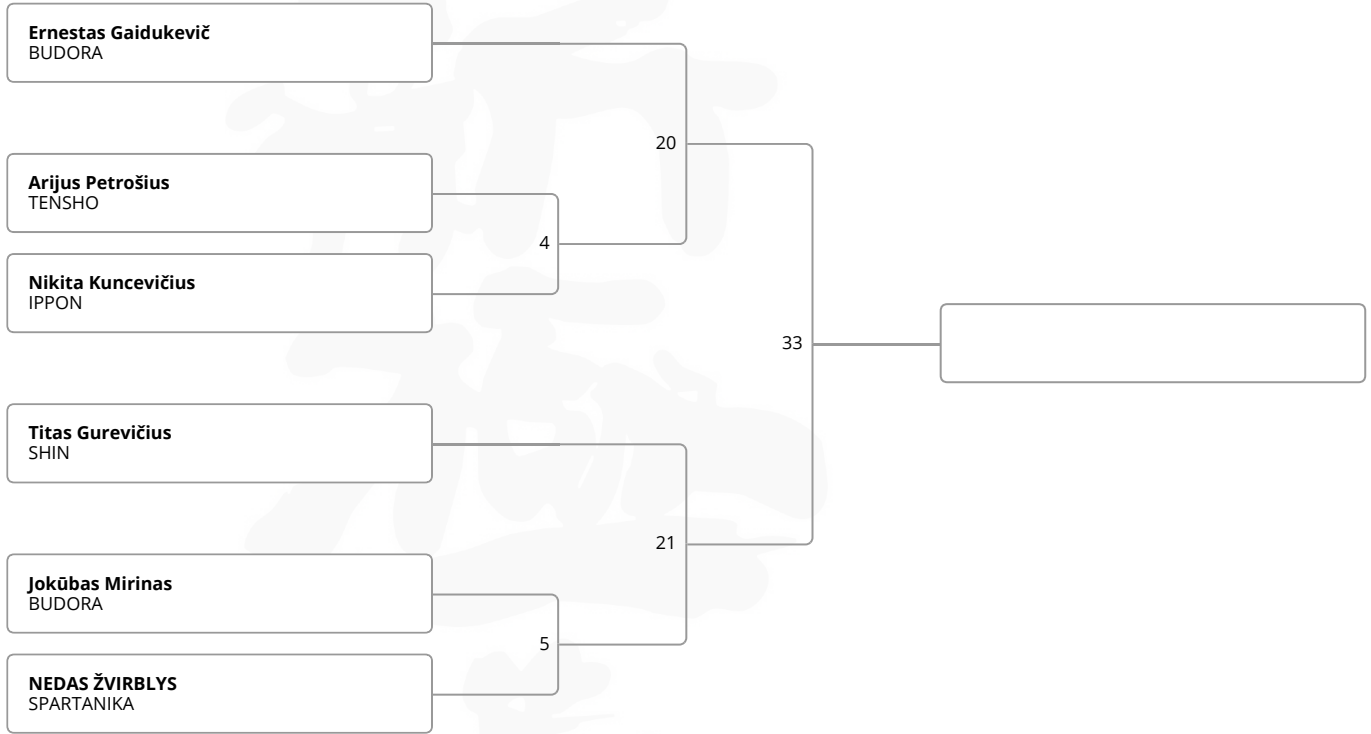 Ernestas Gaidukevič
BUDORA
20
Arijus Petrošius
TENSHO
4
Nikita Kuncevičius
IPPON
33
Titas Gurevičius
SHIN
21
Jokūbas Mirinas
BUDORA
5
NEDAS ŽVIRBLYS
SPARTANIKA